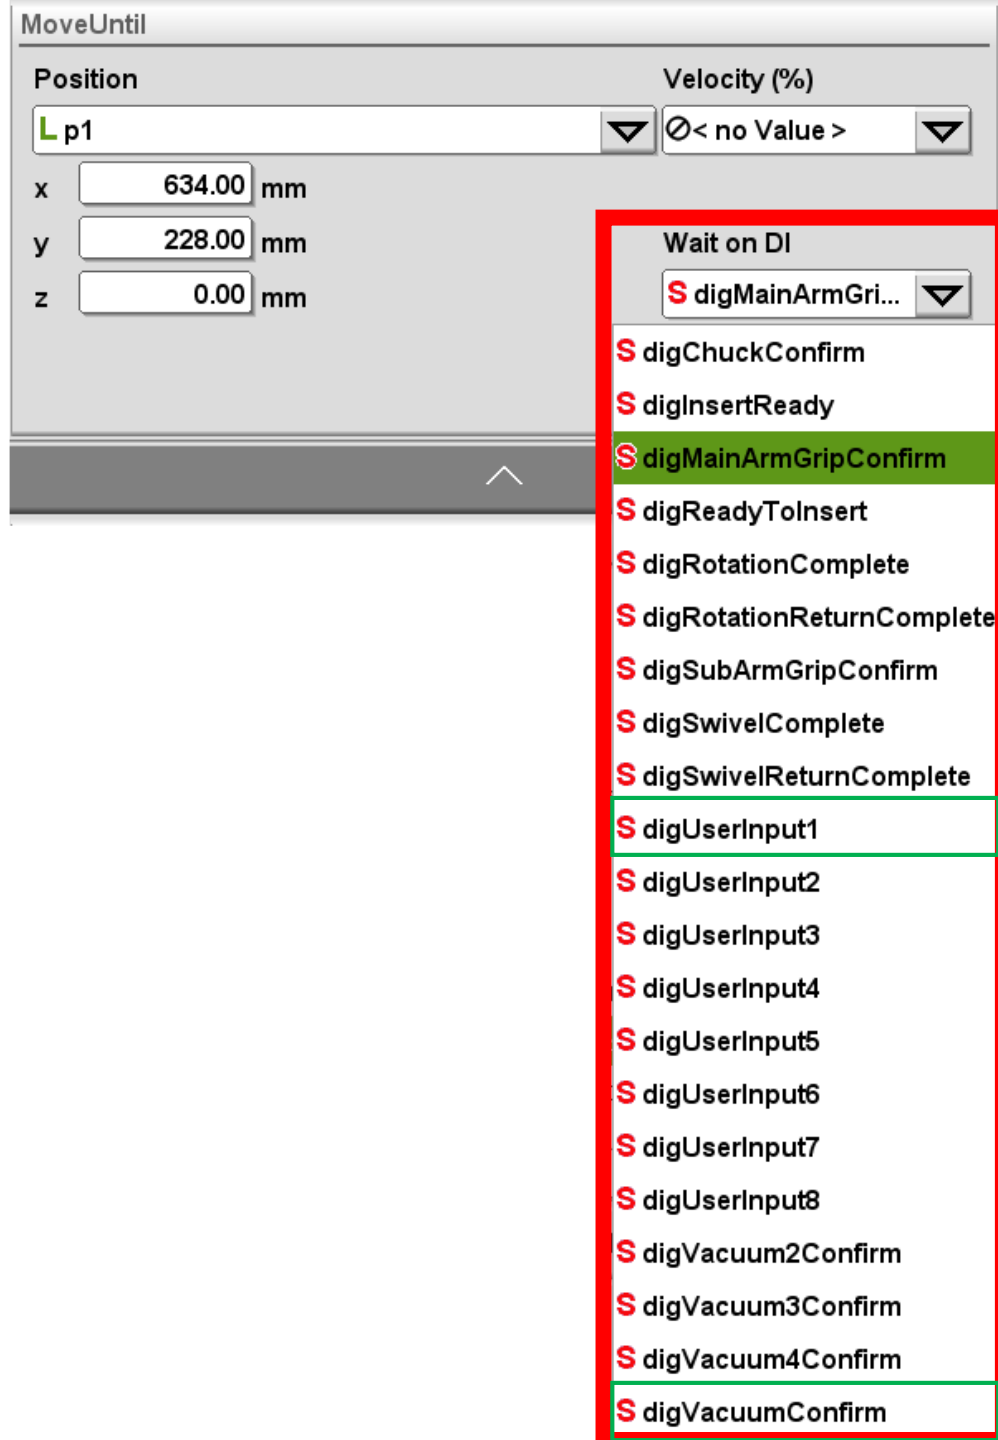 MoveUntil
Position Velocity (%)
L p1 < no Value >
x 634.00 mm
y 228.00 mm Wait on DI
z 0.00 mm S digMainArmGri...
S digChuckConfirm
S digInsertReady
S digMainArmGripConfirm
S digReadyToInsert
S digRotationComplete
S digRotationReturnComplete
S digSubArmGripConfirm
S digSwivelComplete
S digSwivelReturnComplete
S digUserInput1
S digUserInput2
S digUserInput3
S digUserInput4
S digUserInput5
S digUserInput6
S digUserInput7
S digUserInput8
S digVacuum2Confirm
S digVacuum3Confirm
S digVacuum4Confirm
S digVacuumConfirm